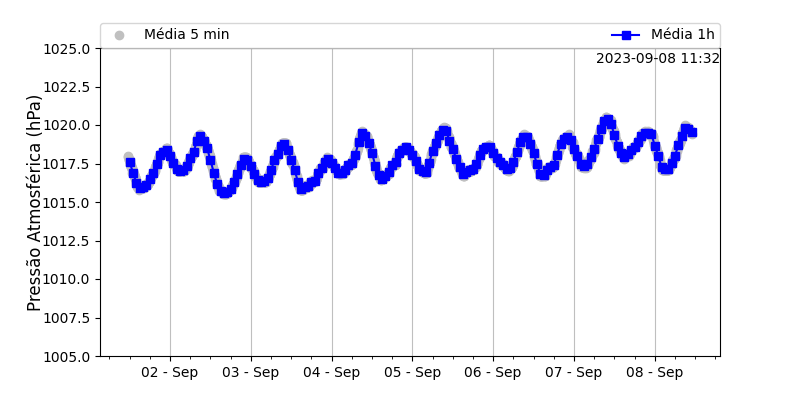 Média 5 min
Média 1h
2023-09-08 11:32
Pressão Atmosférica (hPa)
1025.0
1022.5
1020.0
1017.5
1015.0
1012.5
1010.0
1007.5
1005.0
02 - Sep
03 - Sep
04 - Sep
05 - Sep
06 - Sep
07 - Sep
08 - Sep